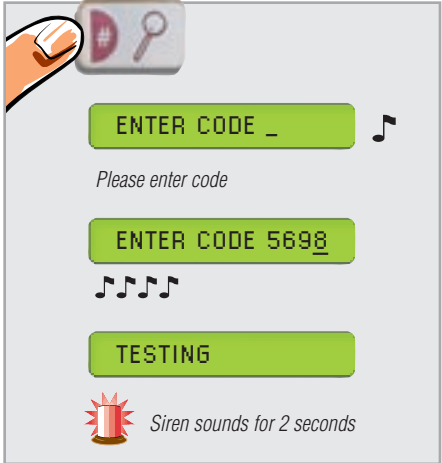 #
ENTER CODE _
Please enter code
ENTER CODE 5698
TESTING
Siren sounds for 2 seconds